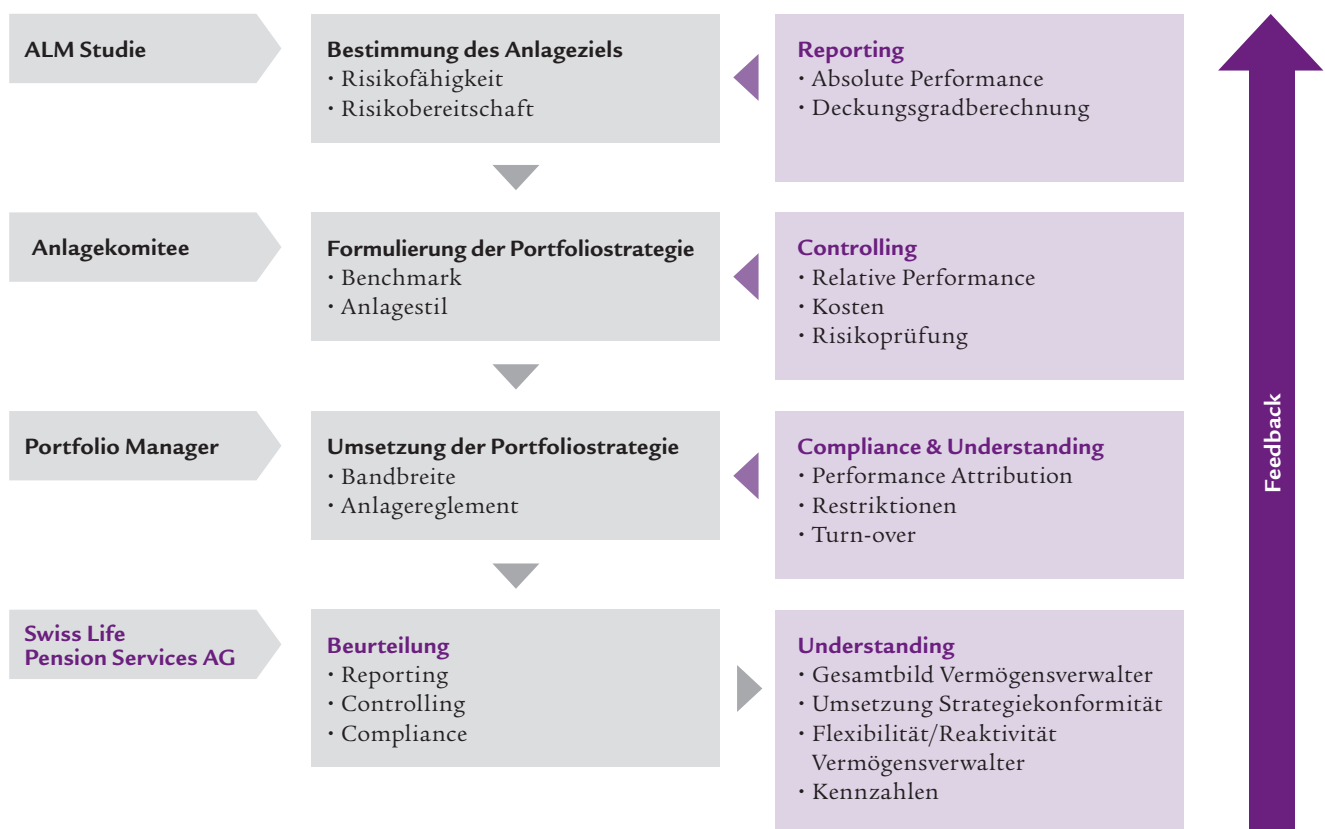 ALM Studie
Bestimmung des Anlageziels
· Risikofähigkeit
· Risikobereitschaft
Reporting
· Absolute Performance
· Deckungsgradberechnung
Anlagekomitee
Formulierung der Portfoliostrategie
· Benchmark
· Anlagestil
Controlling
· Relative Performance
· Kosten
· Risikoprüfung
Portfolio Manager
Umsetzung der Portfoliostrategie
· Bandbreite
· Anlagereglement
Compliance & Understanding
· Performance Attribution
· Restriktionen
· Turn-over
Swiss Life
Pension Services AG
Beurteilung
· Reporting
· Controlling
· Compliance
Understanding
· Gesamtbild Vermögensverwalter
· Umsetzung Strategiekonformität
· Flexibilität/Reaktivität
Vermögensverwalter
· Kennzahlen
Feedback